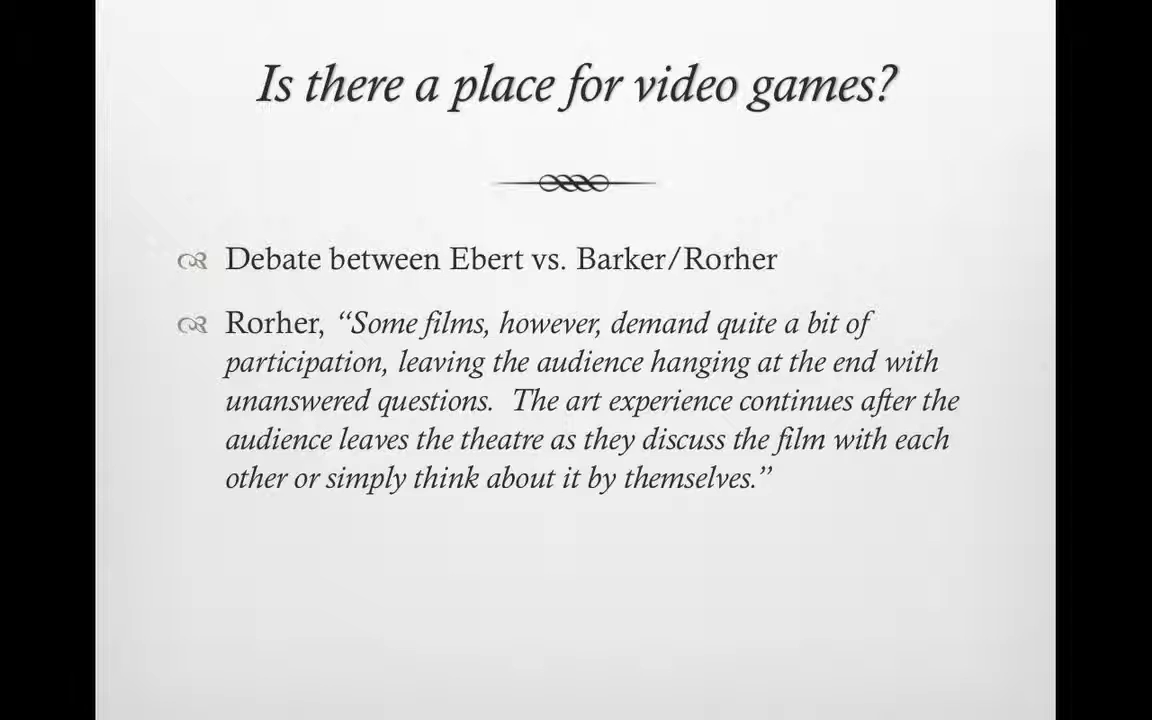 Is there a place for video games?
Debate between Ebert vs. Barker/Rorher
Rorher, “Some films, however, demand quite a bit of
participation, leaving the audience hanging at the end with
unanswered questions.  The art experience continues after the
audience leaves the theatre as they discuss the film with each
other or simply think about it by themselves.”